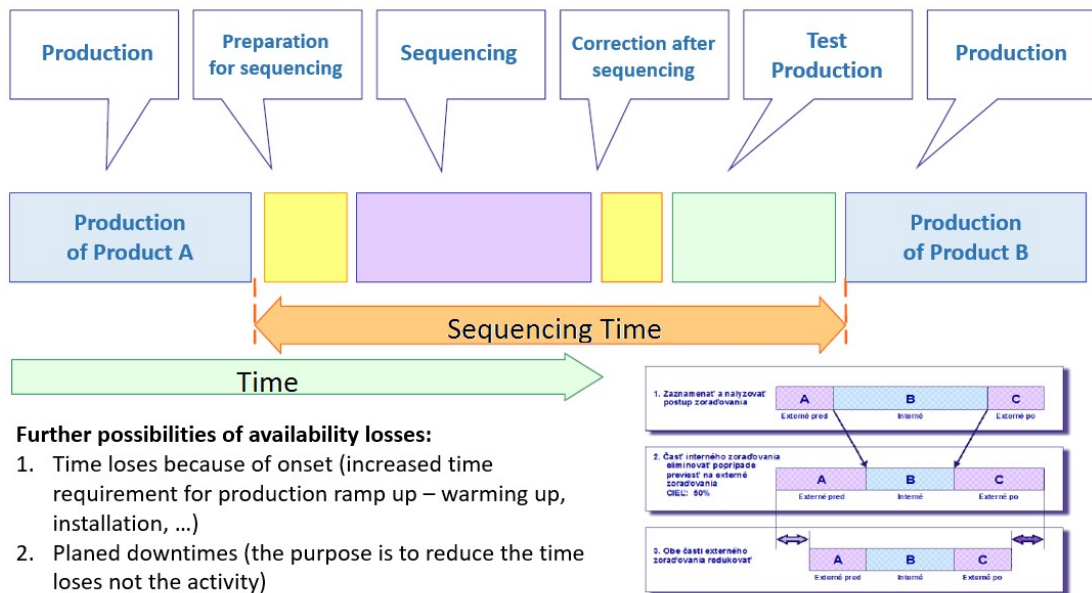 Production
Preparation
for sequencing
Sequencing
Correction after
sequencing
Test
Production
Production
Production
of Product A
Production
of Product B
Sequencing Time
Time
Further possibilities of availability losses:
1. Time loses because of onset (increased time
requirement for production ramp up – warming up,
installation, ...)
2. Planed downtimes (the purpose is to reduce the time
loses not the activity)
1. Zaznamenať a nalyzovať
postup zoraďovania
A
B
C
Externé pred
Interné
Externé po
2. Časť interného zoraďovania
eliminovať poprípade
previesť na externé
zoraďovania
CIEĽ: 50%
A
B
C
Externé pred
Interné
Externé po
3. Obe časti externého
zoraďovania redukovať
A
B
C
Externé pred
Interné
Externé po